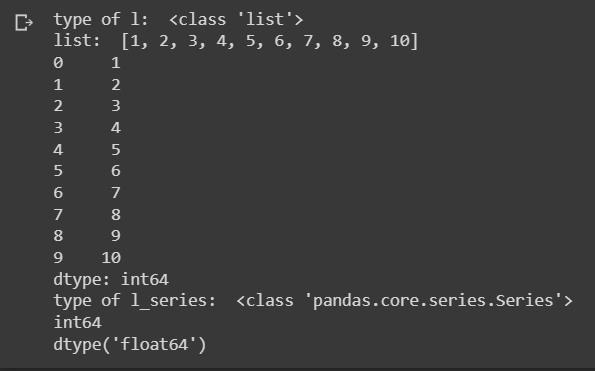 type of l:  <class 'list'>
list:  [1, 2, 3, 4, 5, 6, 7, 8, 9, 10]
0     1
1     2
2     3
3     4
4     5
5     6
6     7
7     8
8     9
9    10
dtype: int64
type of l_series:  <class 'pandas.core.series.Series'>
int64
dtype('float64')